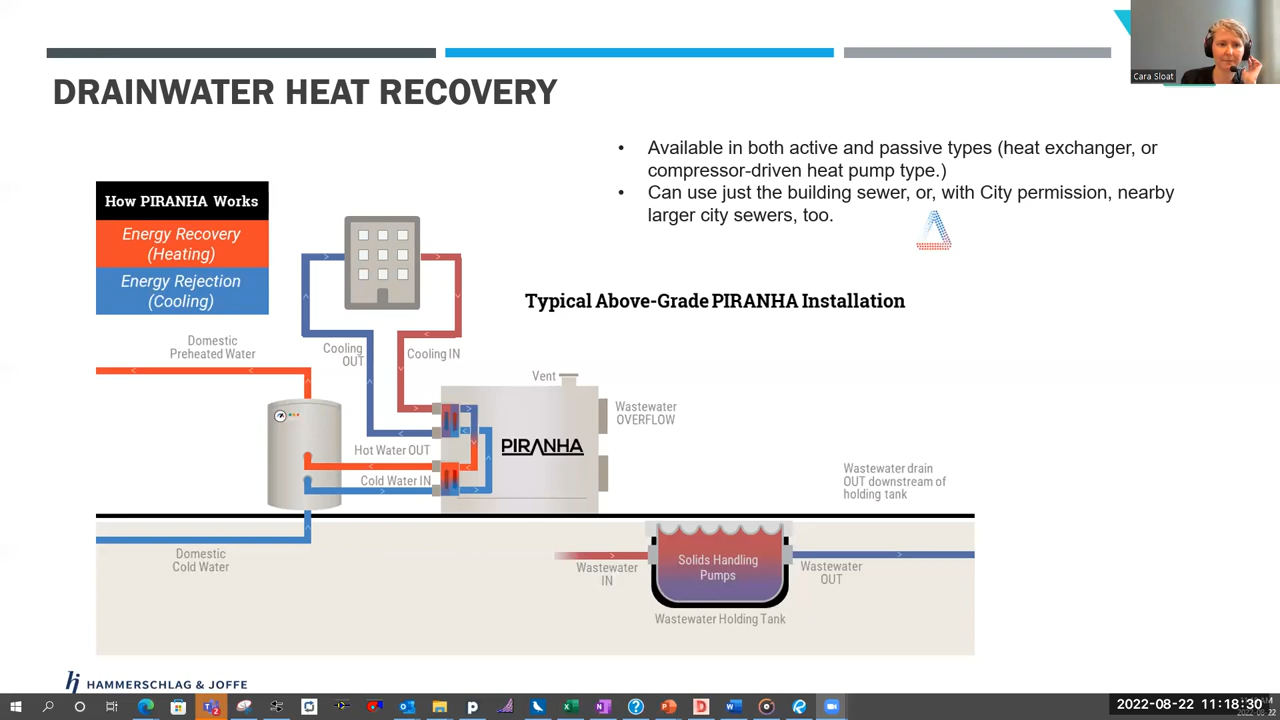 Cara Sloat
DRAINWATER HEAT RECOVERY
• Available in both active and passive types (heat exchanger, or
compressor-driven heat pump type.)
• Can use just the building sewer, or, with City permission, nearby
larger city sewers, too.
How PIRANHA Works
Energy Recovery
(Heating)
Energy Rejection
(Cooling)
Typical Above-Grade PIRANHA Installation
Domestic
Preheated Water
Cooling
OUT
Cooling IN
Vent
Wastewater
OVERFLOW
PIRANHA
Hot Water OUT
Cold Water IN
Wastewater drain
OUT downstream of
holding tank
Domestic
Cold Water
Wastewater
IN
Solids Handling
Pumps
Wastewater
OUT
Wastewater Holding Tank
hj HAMMERSCHLAG & JOFFE
2022-08-22 11:18:30
2022-08-22